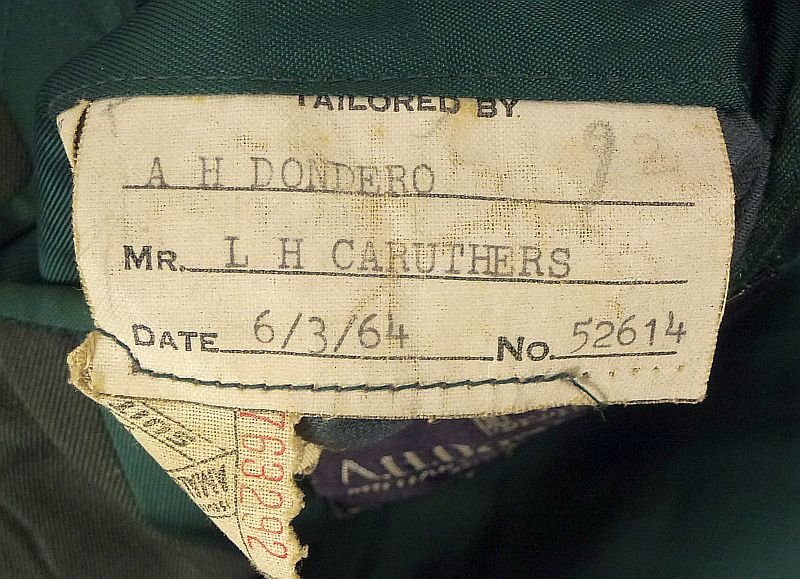 TAILORED BY
A H DONDERO
MR. L H CARUTHERS
DATE 6/3/64 NO. 52614
763292